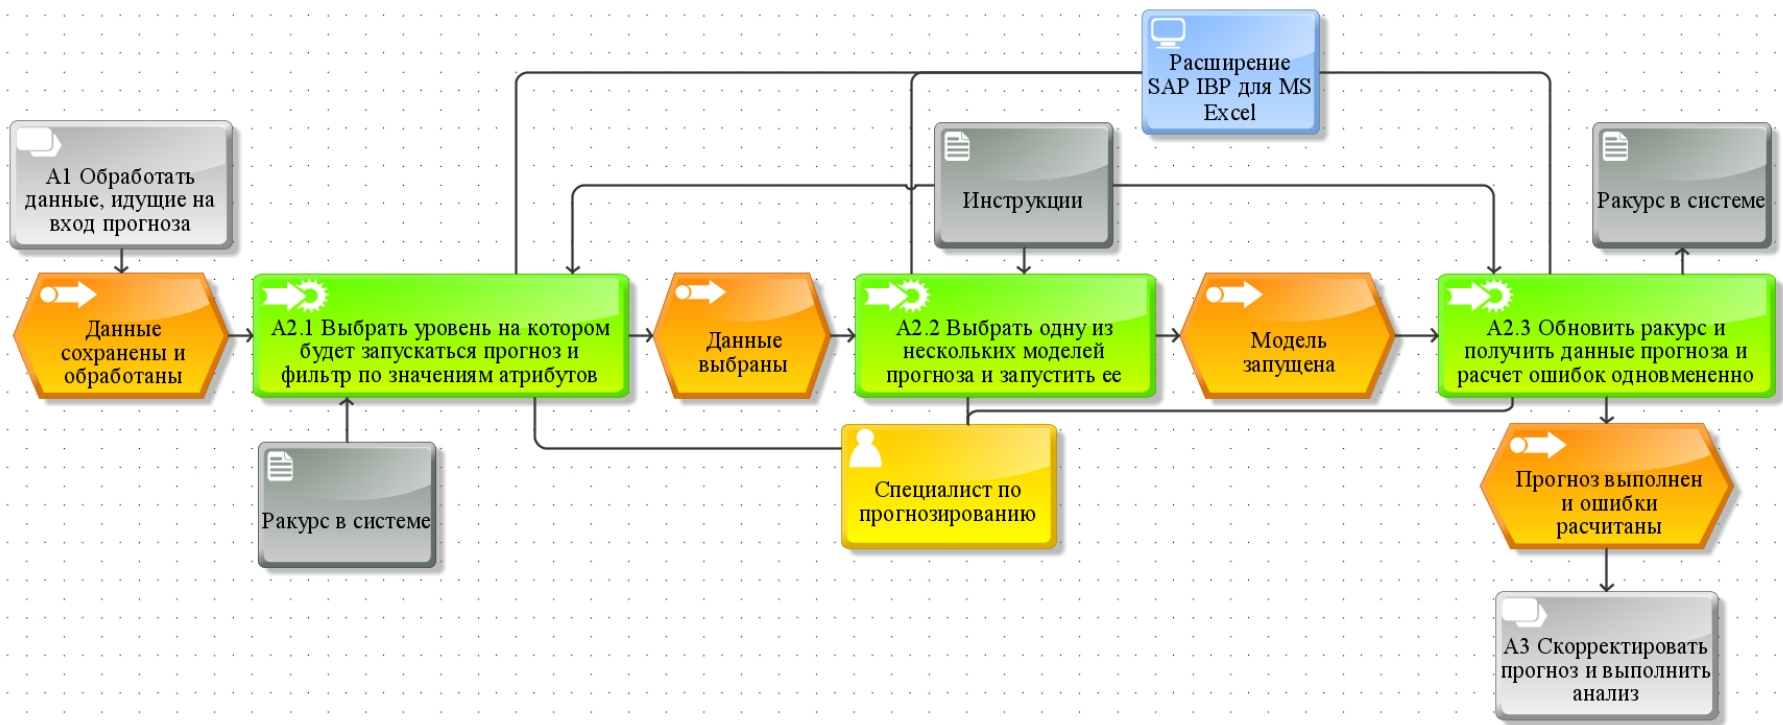 Расширение
SAP IBP для MS
Excel
А1 Обработать
данные, идущие на
вход прогноза
Инструкции
Ракурс в системе
Данные
сохранены и
обработаны
А2.1 Выбрать уровень на котором
будет запускаться прогноз и
фильтр по значениям атрибутов
Данные
выбраны
А2.2 Выбрать одну из
нескольких моделей
прогноза и запустить ее
Модель
запущена
А2.3 Обновить ракурс и
получить данные прогноза и
расчет ошибок одновмененно
Ракурс в системе
Специалист по
прогнозированию
Прогноз выполнен
и ошибки
расчитаны
А3 Скорректировать
прогноз и выполнить
анализ